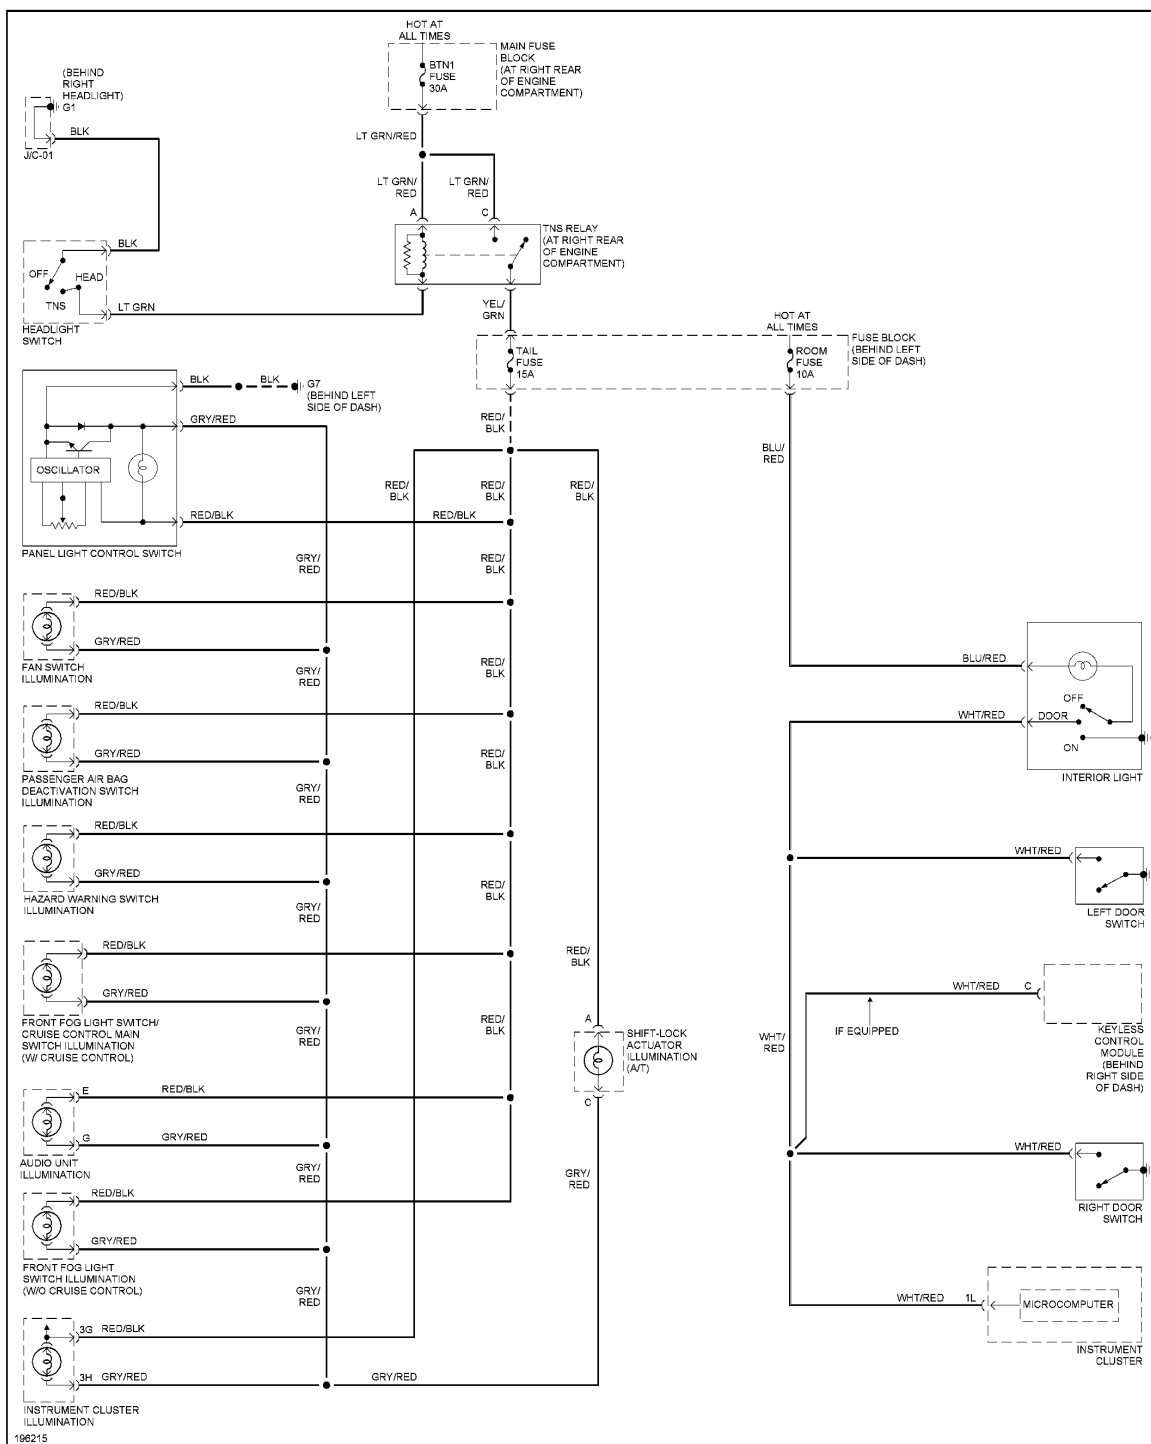 HOT AT
ALL TIMES
MAIN FUSE
BLOCK
(AT RIGHT REAR
OF ENGINE
COMPARTMENT)
BTN1
FUSE
30A
(BEHIND
RIGHT
HEADLIGHT)
G1
BLK
J/C-01
LT GRN/RED
LT GRN/
RED
LT GRN/
RED
A
C
TNS RELAY
(AT RIGHT REAR
OF ENGINE
COMPARTMENT)
BLK
OFF
HEAD
TNS
LT GRN
HEADLIGHT
SWITCH
YEL/
GRN
HOT AT
ALL TIMES
FUSE BLOCK
(BEHIND LEFT
SIDE OF DASH)
TAIL
FUSE
15A
ROOM
FUSE
10A
BLK
BLK
G7
(BEHIND LEFT
SIDE OF DASH)
GRY/RED
RED/
BLK
BLU/
RED
OSCILLATOR
RED/
BLK
RED/
BLK
RED/
BLK
RED/BLK
RED/BLK
PANEL LIGHT CONTROL SWITCH
GRY/
RED
RED/
BLK
RED/BLK
GRY/RED
FAN SWITCH
ILLUMINATION
GRY/
RED
RED/
BLK
BLU/RED
OFF
WHT/RED
DOOR
ON
INTERIOR LIGHT
RED/BLK
GRY/RED
PASSENGER AIR BAG
DEACTIVATION SWITCH
ILLUMINATION
GRY/
RED
RED/
BLK
RED/BLK
GRY/RED
HAZARD WARNING SWITCH
ILLUMINATION
GRY/
RED
RED/
BLK
WHT/RED
LEFT DOOR
SWITCH
RED/BLK
GRY/RED
FRONT FOG LIGHT SWITCH/
CRUISE CONTROL MAIN
SWITCH ILLUMINATION
(W/ CRUISE CONTROL)
GRY/
RED
RED/
BLK
RED/
BLK
A
SHIFT-LOCK
ACTUATOR
ILLUMINATION
(A/T)
C
WHT/RED
C
IF EQUIPPED
WHT/
RED
KEYLESS
CONTROL
MODULE
(BEHIND
RIGHT SIDE
OF DASH)
E
RED/BLK
G
GRY/RED
AUDIO UNIT
ILLUMINATION
GRY/
RED
GRY/
RED
WHT/RED
RIGHT DOOR
SWITCH
RED/BLK
GRY/RED
FRONT FOG LIGHT
SWITCH ILLUMINATION
(W/O CRUISE CONTROL)
GRY/
RED
WHT/RED
1L
MICROCOMPUTER
INSTRUMENT
CLUSTER
3G
RED/BLK
3H
GRY/RED
GRY/RED
INSTRUMENT CLUSTER
ILLUMINATION
196215